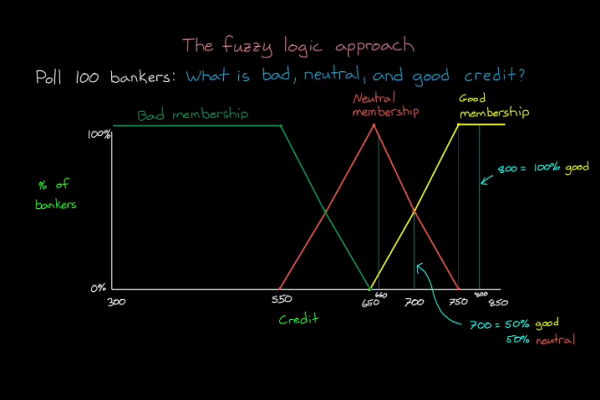 The fuzzy logic approach
Poll 100 bankers: What is bad, neutral, and good credit?
Bad membership
Neutral
membership
Good
membership
100%
800 = 100% good
% of
bankers
0%
300
550
650
660
700
750
800
850
Credit
700 = 50% good
50% neutral